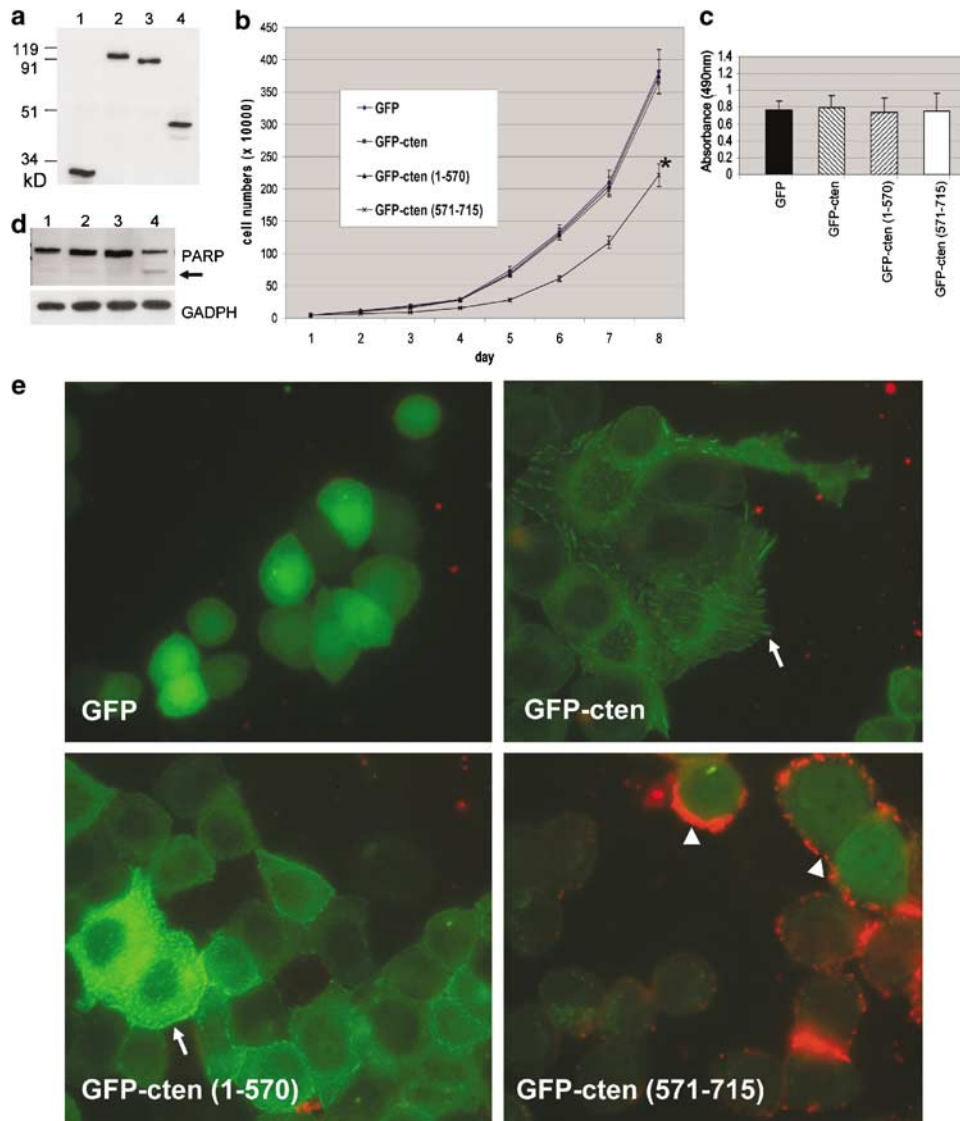 a
1 2 3 4
119
91
51
34
kD
b
cell numbers (x 10000)
450
400
350
300
250
200
150
100
50
0
GFP
GFP-cten
GFP-cten (1-570)
GFP-cten (571-715)
*
1 2 3 4 5 6 7 8
day
c
Absorbance (490nm)
1.4
1.2
1
0.8
0.6
0.4
0.2
0
GFP
GFP-cten
GFP-cten (1-570)
GFP-cten (571-715)
d
1 2 3 4
PARP
GADPH
e
GFP
GFP-cten
GFP-cten (1-570)
GFP-cten (571-715)